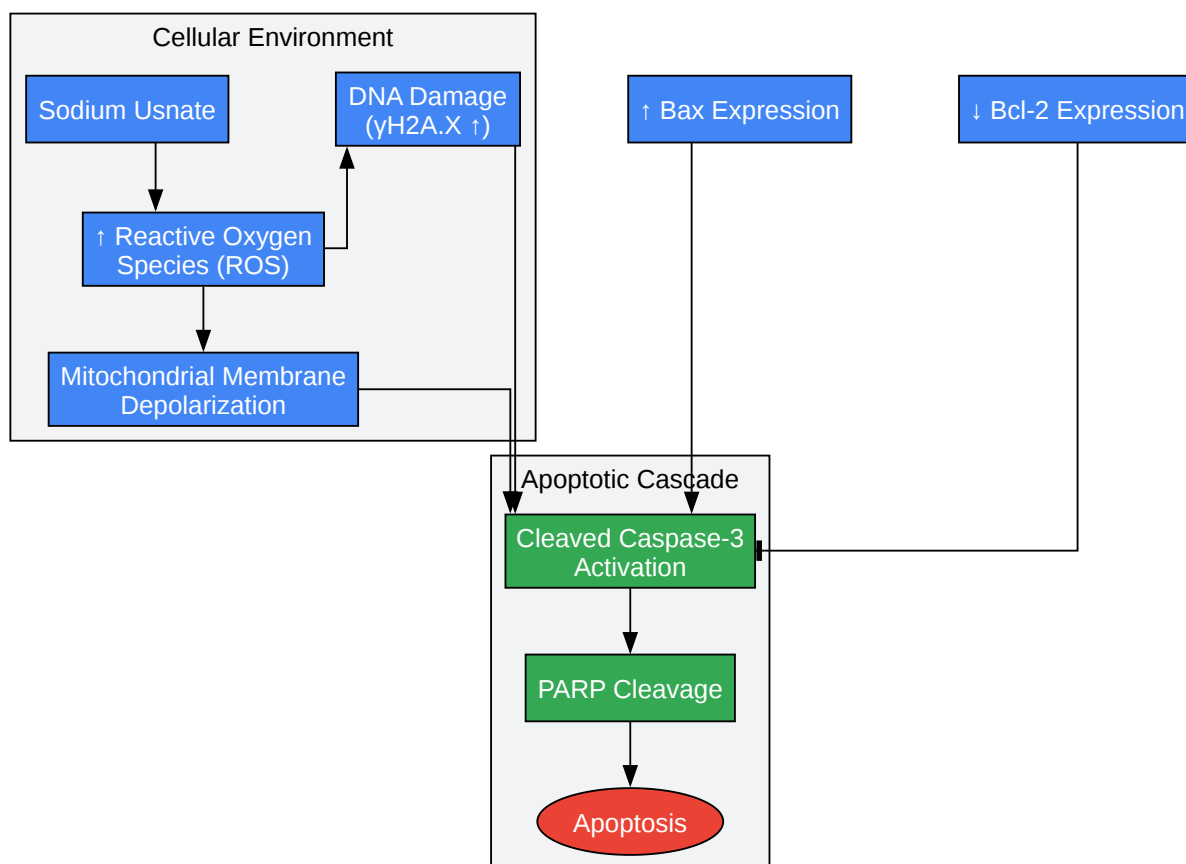 Cellular Environment
Sodium Usnate
DNA Damage
(γH2A.X ↑)
↑ Bax Expression
↓ Bcl-2 Expression
↑ Reactive Oxygen
Species (ROS)
Mitochondrial Membrane
Depolarization
Apoptotic Cascade
Cleaved Caspase-3
Activation
PARP Cleavage
Apoptosis